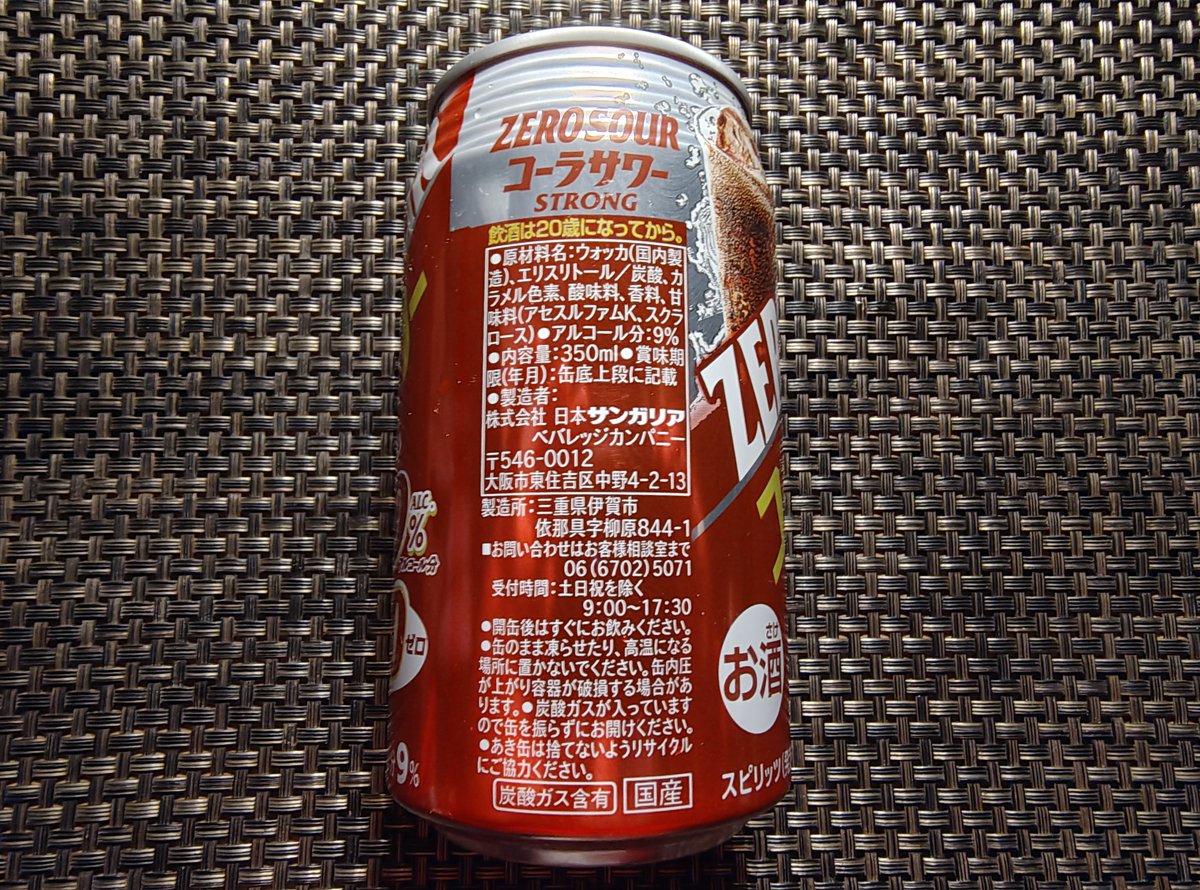 ZEROSOUR
コーラサワー
STRONG
飲酒は20歳になってから。
●原材料名:ウォッカ(国内製
造)、エリスリトール/炭酸、カ
ラメル色素、酸味料、香料、甘
味料(アセスルファムK、スクラ
ロース)●アルコール分:9%
●内容量:350ml●賞味期
限(年月):缶底上段に記載
●製造者:
株式会社 日本サンガリア
ベバレッジカンパニー
〒546-0012
大阪市東住吉区中野4-2-13
製造所:三重県伊賀市
依那具字柳原844-1
■お問い合わせはお客様相談室まで
06(6702)5071
受付時間:土日祝を除く
9:00〜17:30
●開缶後はすぐにお飲みください。
●缶のまま凍らせたり、高温になる
場所に置かないでください。缶内圧
が上がり容器が破損する場合があ
ります。●炭酸ガスが入っています
ので缶を振らずにお開けください。
●あき缶は捨てないようリサイクル
にご協力ください。
炭酸ガス含有 国産
ALC.
%
アルコール分
ゼロ
9%
ZER
さけ
お酒
スピリッツ